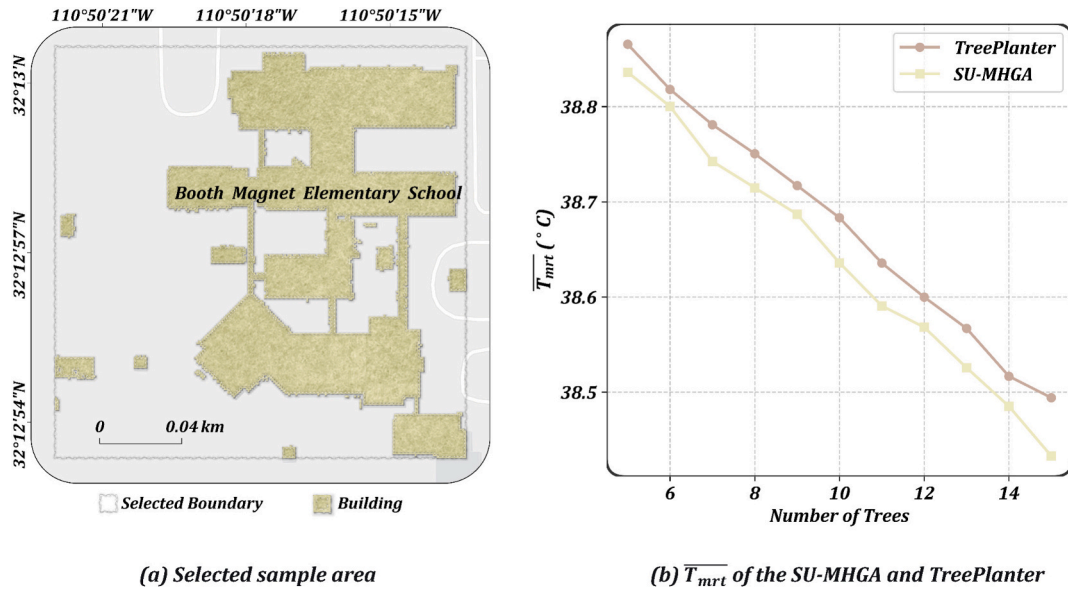 110°50'21"W 110°50'18"W 110°50'15"W
32°13'N
32°12'57"N
32°12'54"N
Booth Magnet Elementary School
0 0.04 km
Selected Boundary Building
(a) Selected sample area
TreePlanter
SU-MHGA
38.8
38.7
38.6
38.5
T̅m̅r̅t̅ (°C)
6 8 10 12 14
Number of Trees
(b) T̅m̅r̅t̅ of the SU-MHGA and TreePlanter